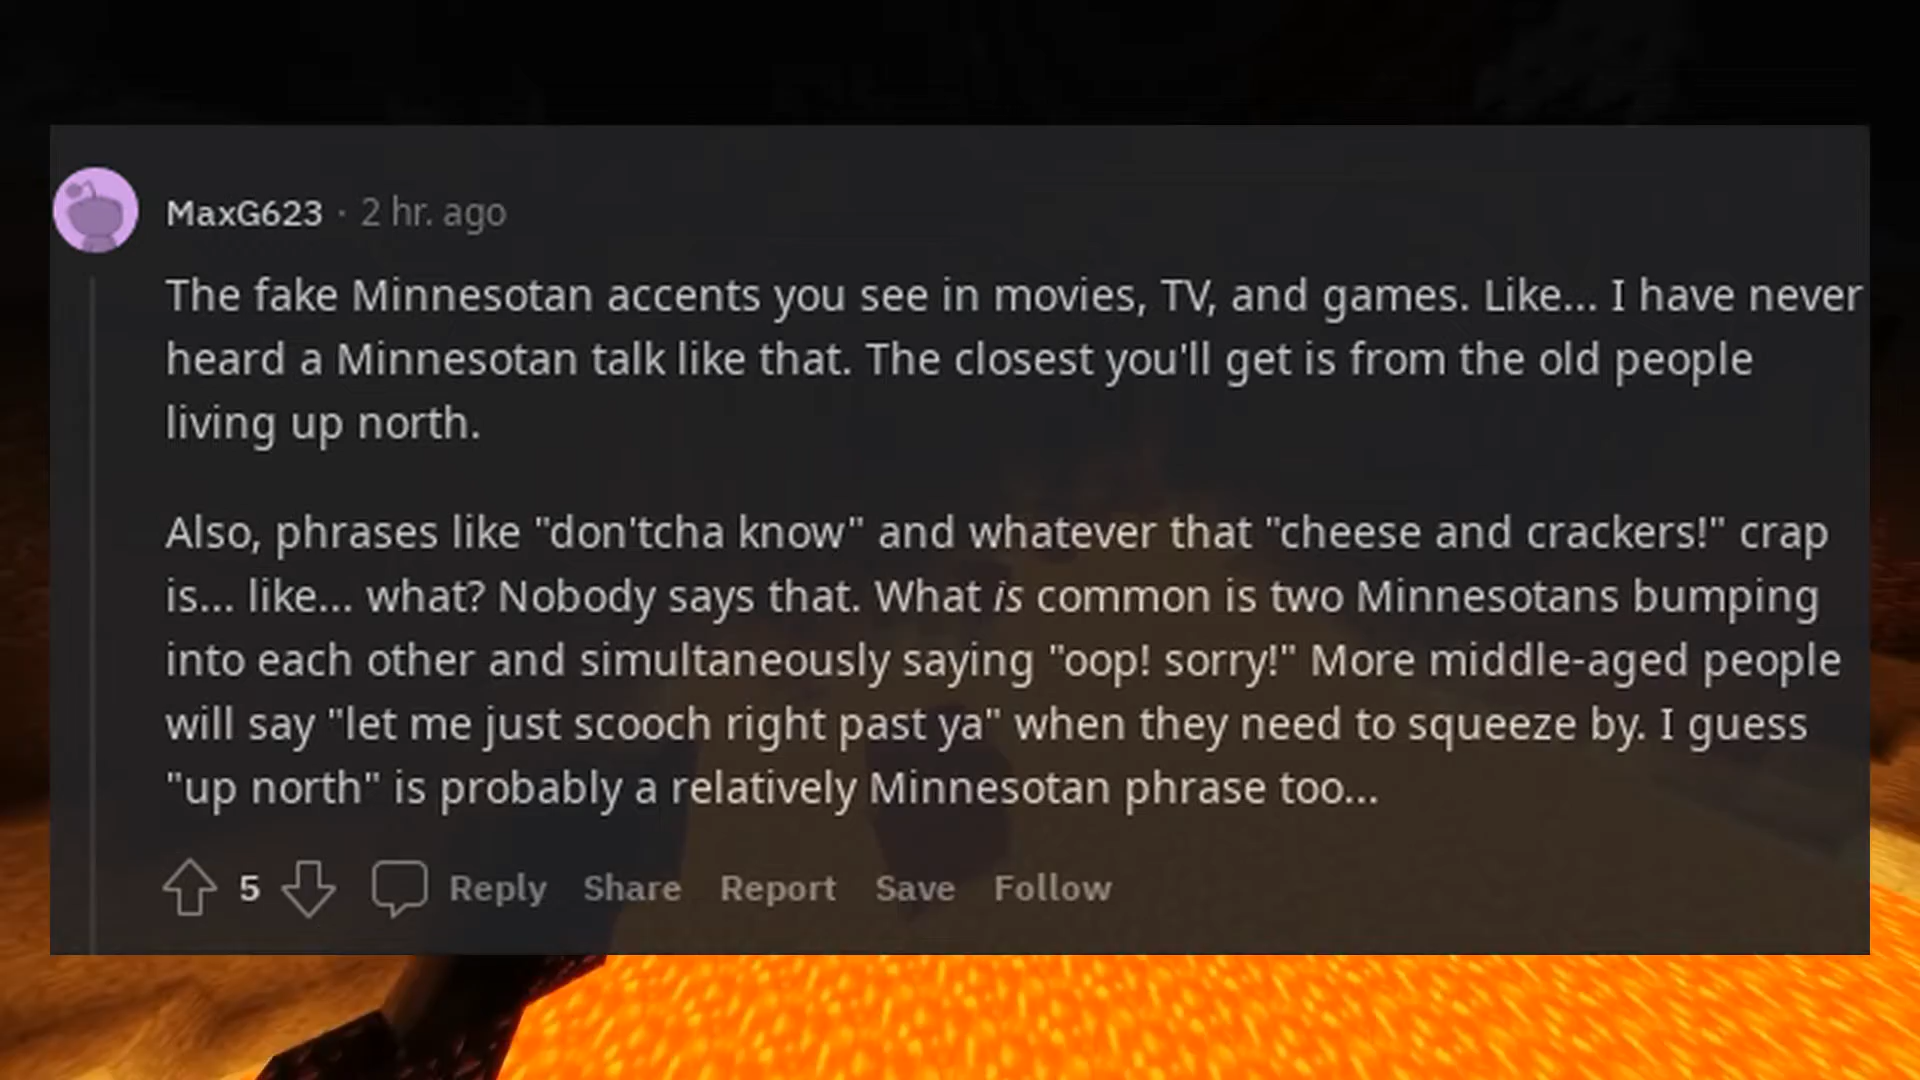 MaxG623 · 2 hr. ago
The fake Minnesotan accents you see in movies, TV, and games. Like... I have never
heard a Minnesotan talk like that. The closest you'll get is from the old people
living up north.
Also, phrases like "don'tcha know" and whatever that "cheese and crackers!" crap
is... like... what? Nobody says that. What is common is two Minnesotans bumping
into each other and simultaneously saying "oop! sorry!" More middle-aged people
will say "let me just scooch right past ya" when they need to squeeze by. I guess
"up north" is probably a relatively Minnesotan phrase too...
5 Reply Share Report Save Follow